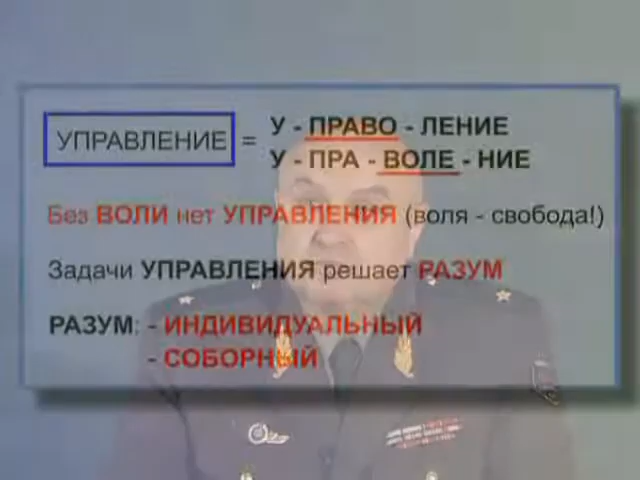 УПРАВЛЕНИЕ = У - ПРАВО - ЛЕНИЕ
У - ПРА - ВОЛЕ - НИЕ
Без ВОЛИ нет УПРАВЛЕНИЯ (воля - свобода!)
Задачи УПРАВЛЕНИЯ решает РАЗУМ
РАЗУМ: - ИНДИВИДУАЛЬНЫЙ
- СОБОРНЫЙ